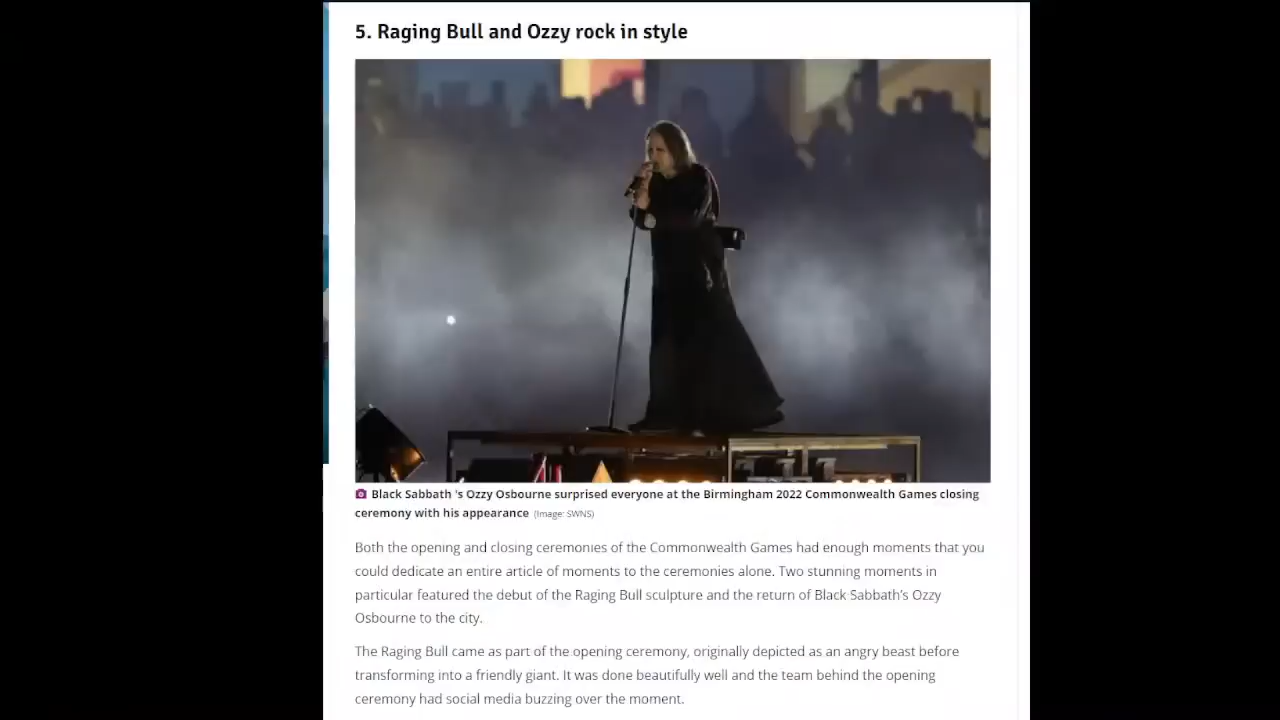 5. Raging Bull and Ozzy rock in style
Black Sabbath 's Ozzy Osbourne surprised everyone at the Birmingham 2022 Commonwealth Games closing
ceremony with his appearance (Image: SWNS)
Both the opening and closing ceremonies of the Commonwealth Games had enough moments that you
could dedicate an entire article of moments to the ceremonies alone. Two stunning moments in
particular featured the debut of the Raging Bull sculpture and the return of Black Sabbath's Ozzy
Osbourne to the city.
The Raging Bull came as part of the opening ceremony, originally depicted as an angry beast before
transforming into a friendly giant. It was done beautifully well and the team behind the opening
ceremony had social media buzzing over the moment.